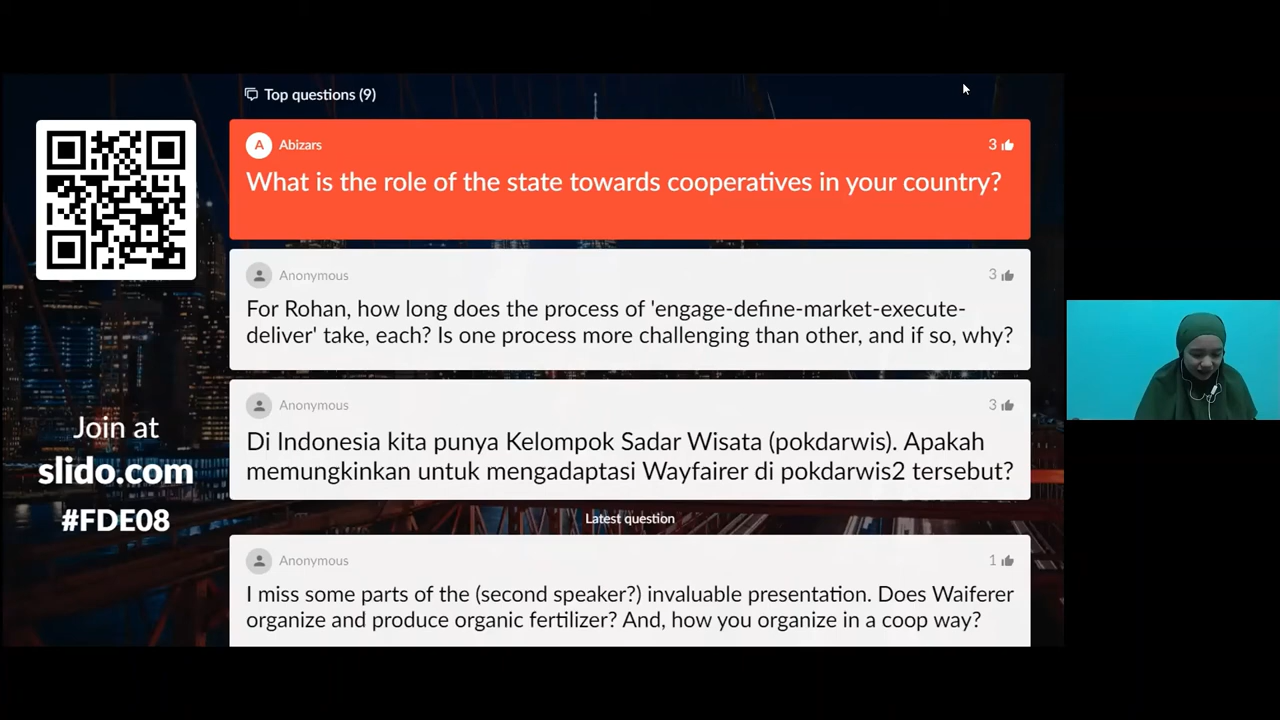 Top questions (9)
A
Abizars
3
What is the role of the state towards cooperatives in your country?
Anonymous
3
For Rohan, how long does the process of 'engage-define-market-execute-
deliver' take, each? Is one process more challenging than other, and if so, why?
Anonymous
3
Di Indonesia kita punya Kelompok Sadar Wisata (pokdarwis). Apakah
memungkinkan untuk mengadaptasi Wayfairer di pokdarwis2 tersebut?
Latest question
Anonymous
1
I miss some parts of the (second speaker?) invaluable presentation. Does Waiferer
organize and produce organic fertilizer? And, how you organize in a coop way?
Join at
slido.com
#FDE08